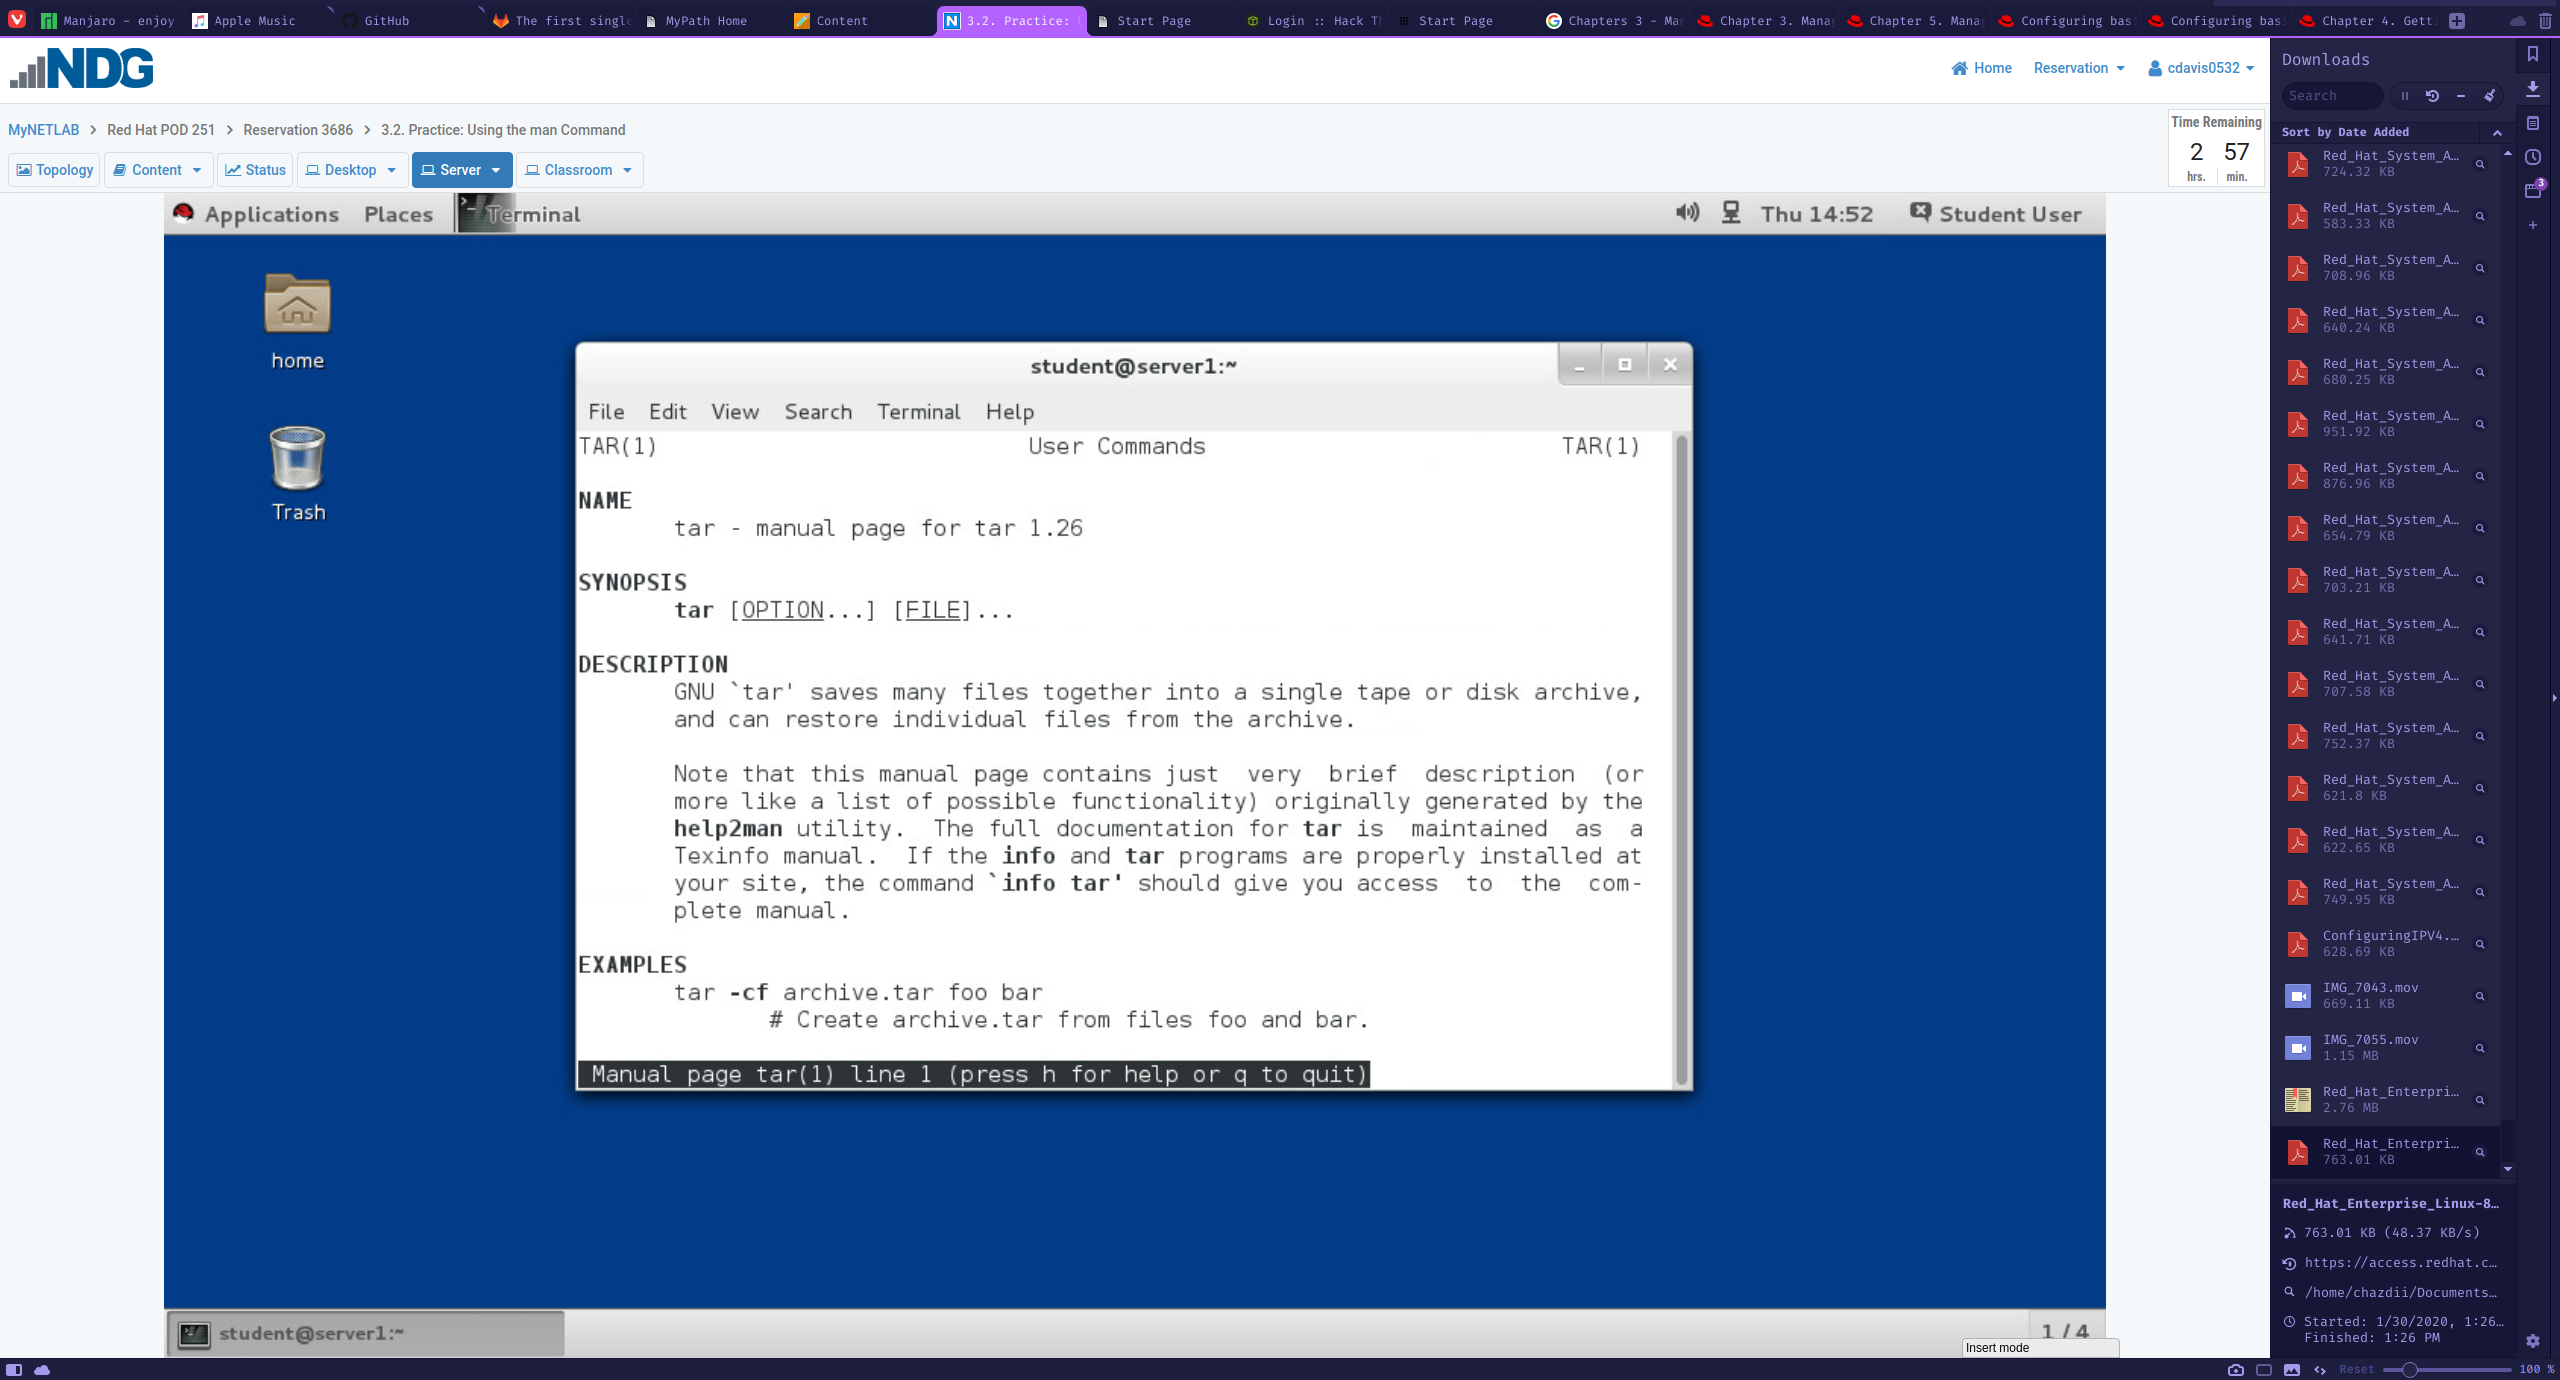 Manjaro - enjoy
Apple Music
GitHub
The first single
MyPath Home
Content
3.2. Practice:
Start Page
Login :: Hack Th
Start Page
Chapters 3 - Ma
Chapter 3. Mana
Chapter 5. Mana
Configuring bas
Configuring bas
Chapter 4. Gett
NDG
Home
Reservation
cdavis0532
MyNETLAB > Red Hat POD 251 > Reservation 3686 > 3.2. Practice: Using the man Command
Topology
Content
Status
Desktop
Server
Classroom
Time Remaining
2 57
hrs. min.
Applications Places Terminal
Thu 14:52 Student User
home
Trash
student@server1:~
File Edit View Search Terminal Help
TAR(1) User Commands TAR(1)
NAME
tar - manual page for tar 1.26
SYNOPSIS
tar [OPTION...] [FILE]...
DESCRIPTION
GNU `tar' saves many files together into a single tape or disk archive,
and can restore individual files from the archive.
Note that this manual page contains just very brief description (or
more like a list of possible functionality) originally generated by the
help2man utility. The full documentation for tar is maintained as a
Texinfo manual. If the info and tar programs are properly installed at
your site, the command `info tar' should give you access to the com-
plete manual.
EXAMPLES
tar -cf archive.tar foo bar
# Create archive.tar from files foo and bar.
Manual page tar(1) line 1 (press h for help or q to quit)
student@server1:~
1 / 4
Insert mode
Downloads
Search
Sort by Date Added
3
Red_Hat_System_A…
724.32 KB
Red_Hat_System_A…
583.33 KB
Red_Hat_System_A…
708.96 KB
Red_Hat_System_A…
640.24 KB
Red_Hat_System_A…
680.25 KB
Red_Hat_System_A…
951.92 KB
Red_Hat_System_A…
876.96 KB
Red_Hat_System_A…
654.79 KB
Red_Hat_System_A…
703.21 KB
Red_Hat_System_A…
641.71 KB
Red_Hat_System_A…
707.58 KB
Red_Hat_System_A…
752.37 KB
Red_Hat_System_A…
621.8 KB
Red_Hat_System_A…
622.65 KB
Red_Hat_System_A…
749.95 KB
ConfiguringIPV4.…
628.69 KB
IMG_7043.mov
669.11 KB
IMG_7055.mov
1.15 MB
Red_Hat_Enterpri…
2.76 MB
Red_Hat_Enterpri…
763.01 KB
Red_Hat_Enterprise_Linux-8…
763.01 KB (48.37 KB/s)
https://access.redhat.c…
/home/chazdii/Documents…
Started: 1/30/2020, 1:26…
Finished: 1:26 PM
Reset
100 %